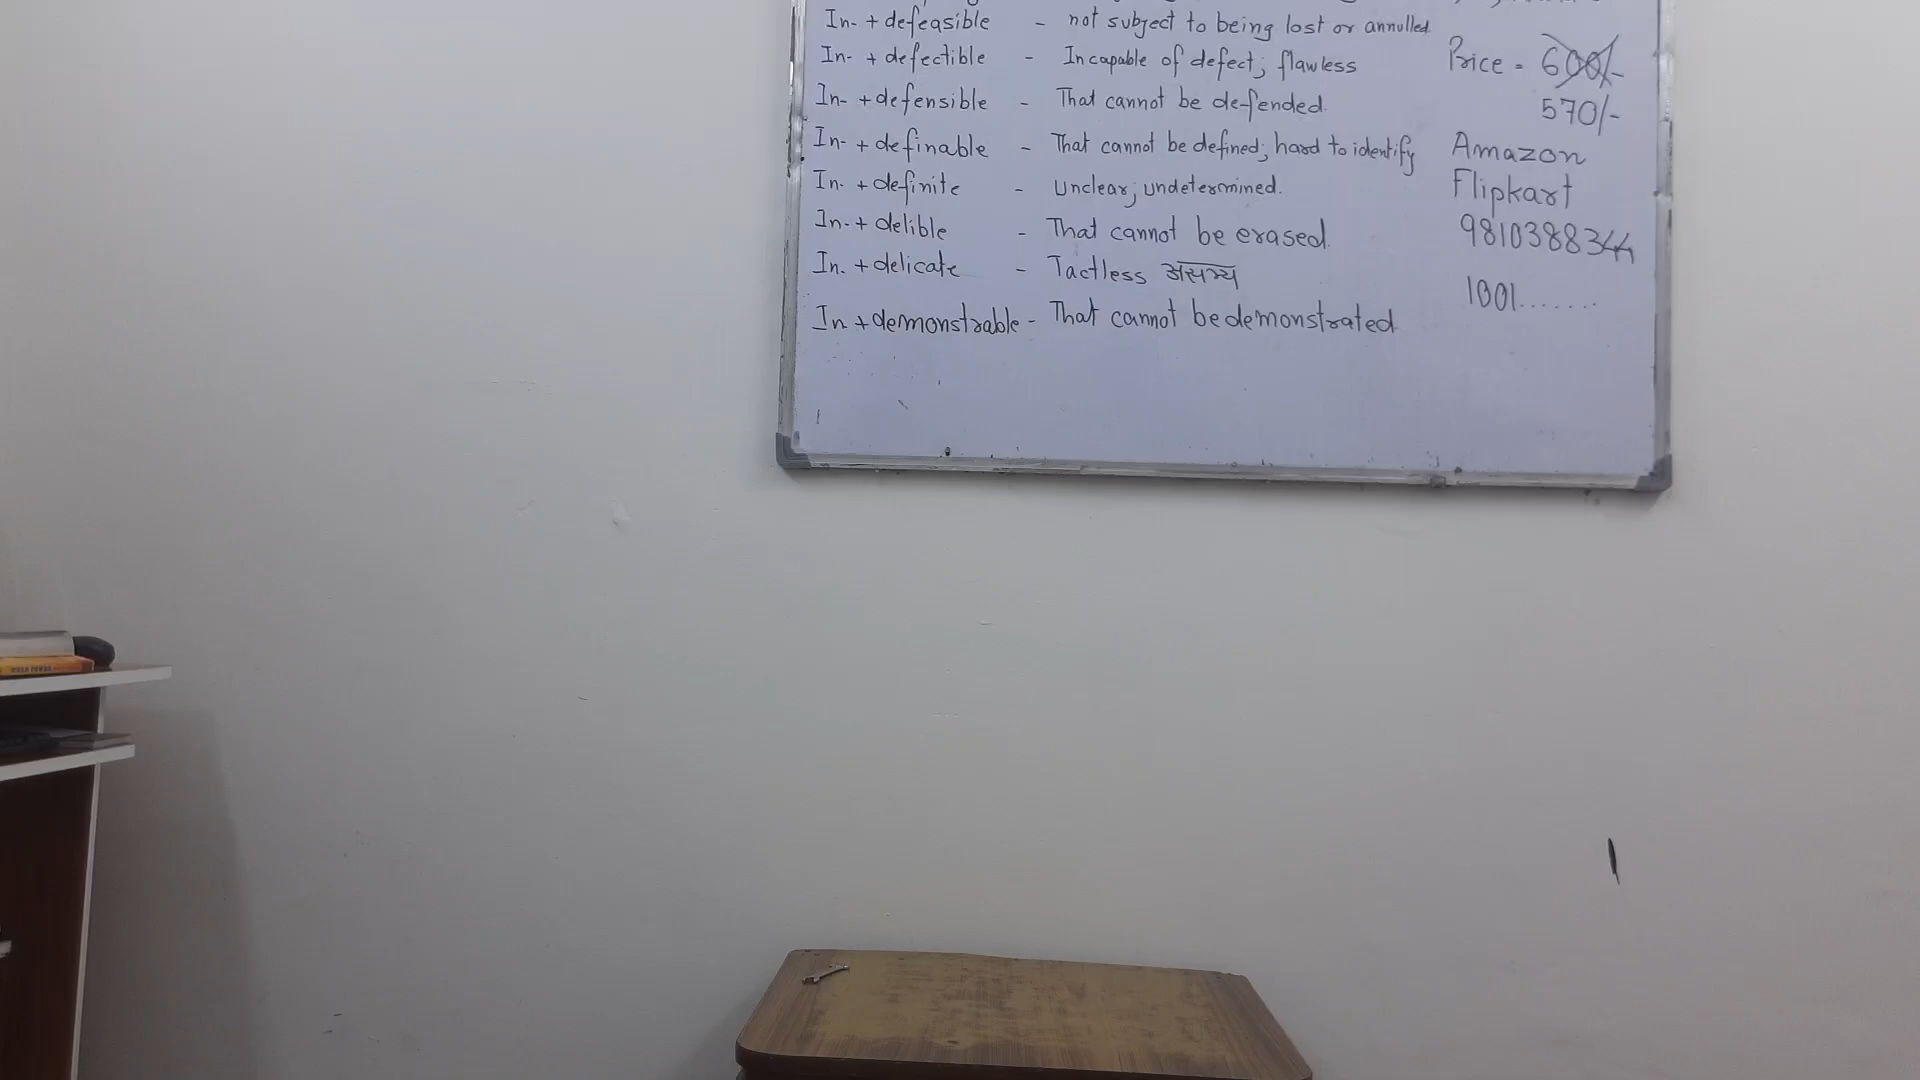 In- + defeasible - not subject to being lost or annulled.
In- + defectible - Incapable of defect; flawless
In- + defensible - That cannot be defended.
In- + definable - That cannot be defined; hard to identify
In- + definite - Unclear; undetermined.
In- + delible - That cannot be erased.
In- + delicate - Tactless असभ्य
In + demonstrable - That cannot be demonstrated.
Price = 600/-
570/-
Amazon
Flipkart
9810388344
1001.......